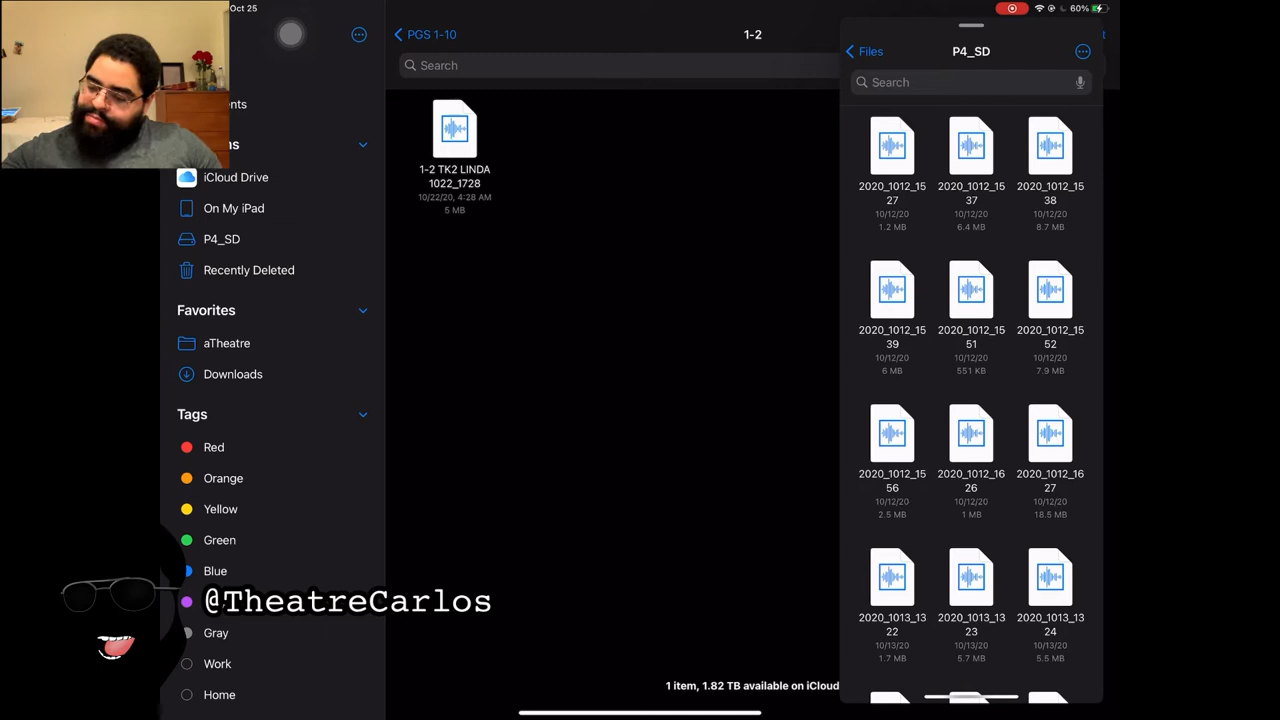 Oct 25
60%
ents
ns
iCloud Drive
On My iPad
P4_SD
Recently Deleted
Favorites
aTheatre
Downloads
Tags
Red
Orange
Yellow
Green
Blue
@TheatreCarlos
Gray
Work
Home
PGS 1-10
1-2
Search
1-2 TK2 LINDA
1022_1728
10/22/20, 4:28 AM
5 MB
1 item, 1.82 TB available on iCloud
t
Files
P4_SD
Search
2020_1012_15 2020_1012_15 2020_1012_15
27 37 38
10/12/20 10/12/20 10/12/20
1.2 MB 6.4 MB 8.7 MB
2020_1012_15 2020_1012_15 2020_1012_15
39 51 52
10/12/20 10/12/20 10/12/20
6 MB 551 KB 7.9 MB
2020_1012_15 2020_1012_16 2020_1012_16
56 26 27
10/12/20 10/12/20 10/12/20
2.5 MB 1 MB 18.5 MB
2020_1013_13 2020_1013_13 2020_1013_13
22 23 24
10/13/20 10/13/20 10/13/20
1.7 MB 5.7 MB 5.5 MB